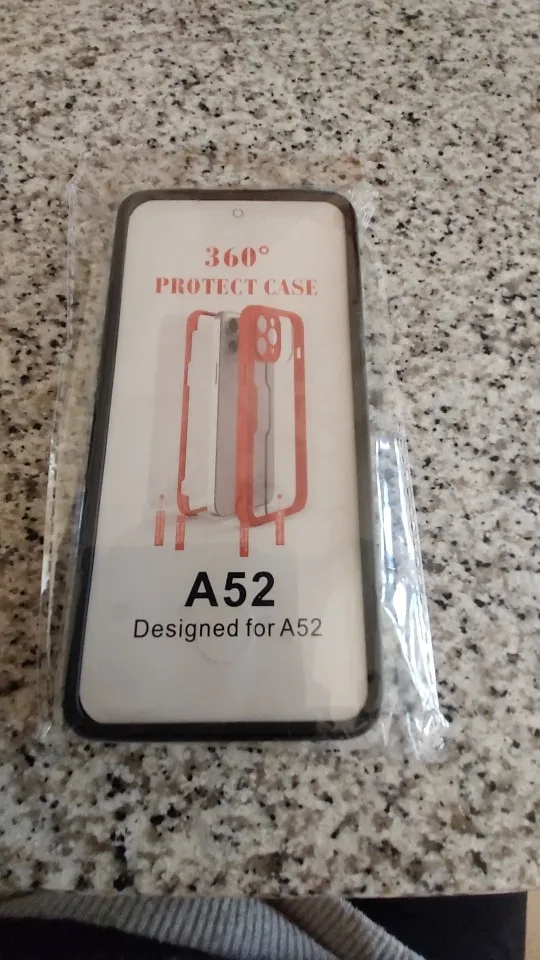 360°
PROTECT CASE
A52
Designed for A52